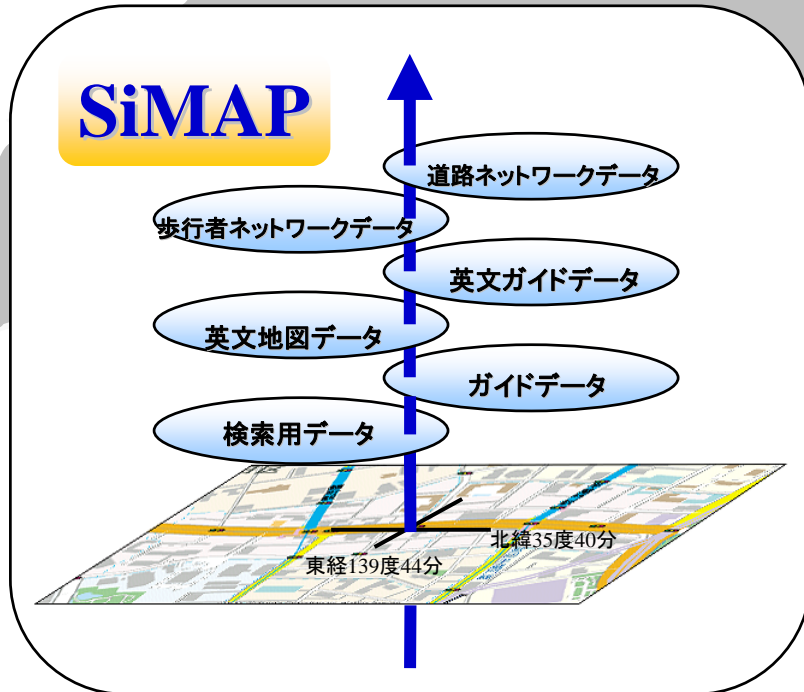 SiMAP
道路ネットワークデータ
歩行者ネットワークデータ
英文ガイドデータ
英文地図データ
ガイドデータ
検索用データ
北緯35度40分
東経139度44分